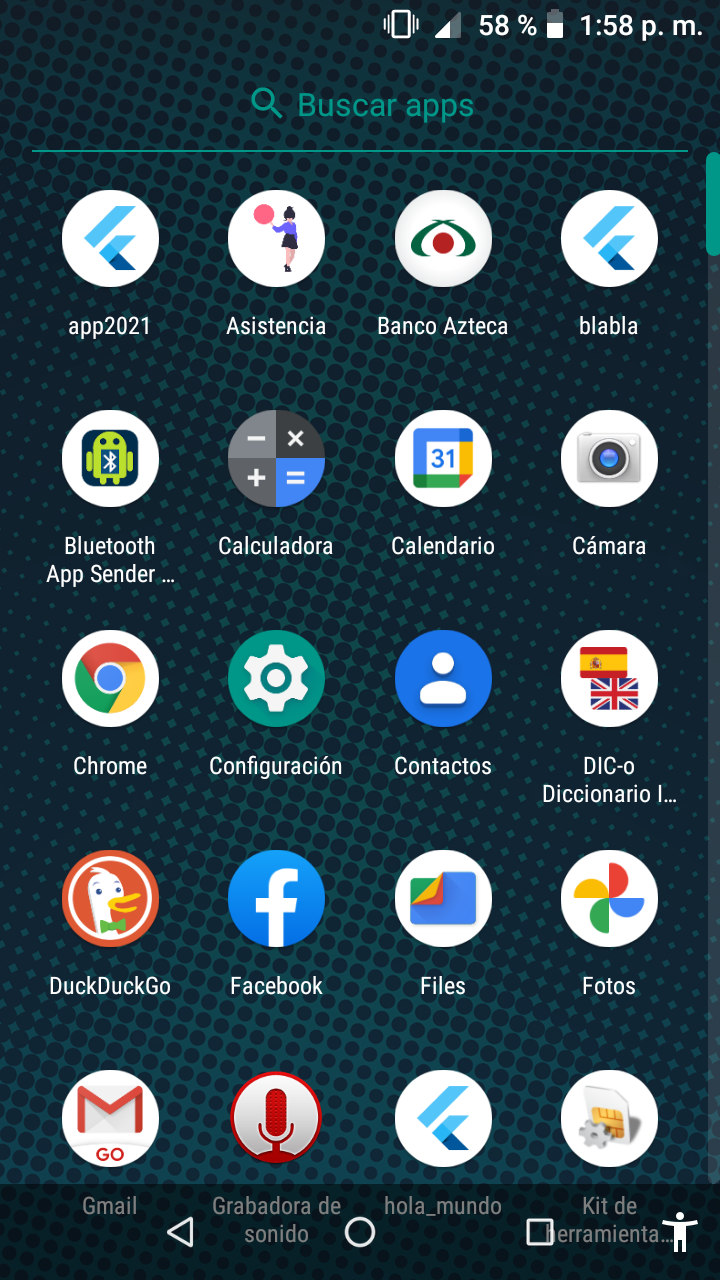 58 % 1:58 p. m.
Buscar apps
app2021 Asistencia Banco Azteca blabla
31
Bluetooth Calculadora Calendario Cámara
App Sender ...
Chrome Configuración Contactos DIC-o
Diccionario I...
DuckDuckGo Facebook Files Fotos
GO
Gmail Grabadora de hola_mundo Kit de
sonido herramienta...